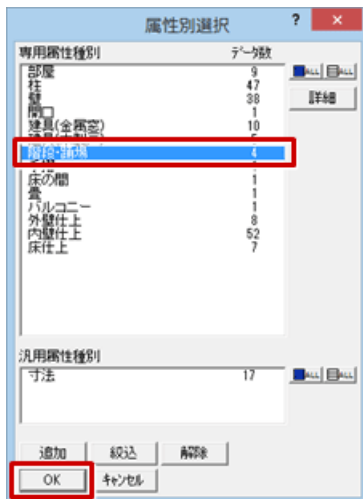 属性別選択
?
×
専用属性種別 データ数
部屋 9
ALL ALL
柱 47
壁 38
詳細
開口 1
建具(金属窓) 10
階段・踊場 4
床の間 1
畳 1
バルコニー 1
外壁仕上 8
内壁仕上 52
床仕上 7
汎用属性種別
寸法 17
ALL ALL
追加 絞込 解除
OK キャンセル